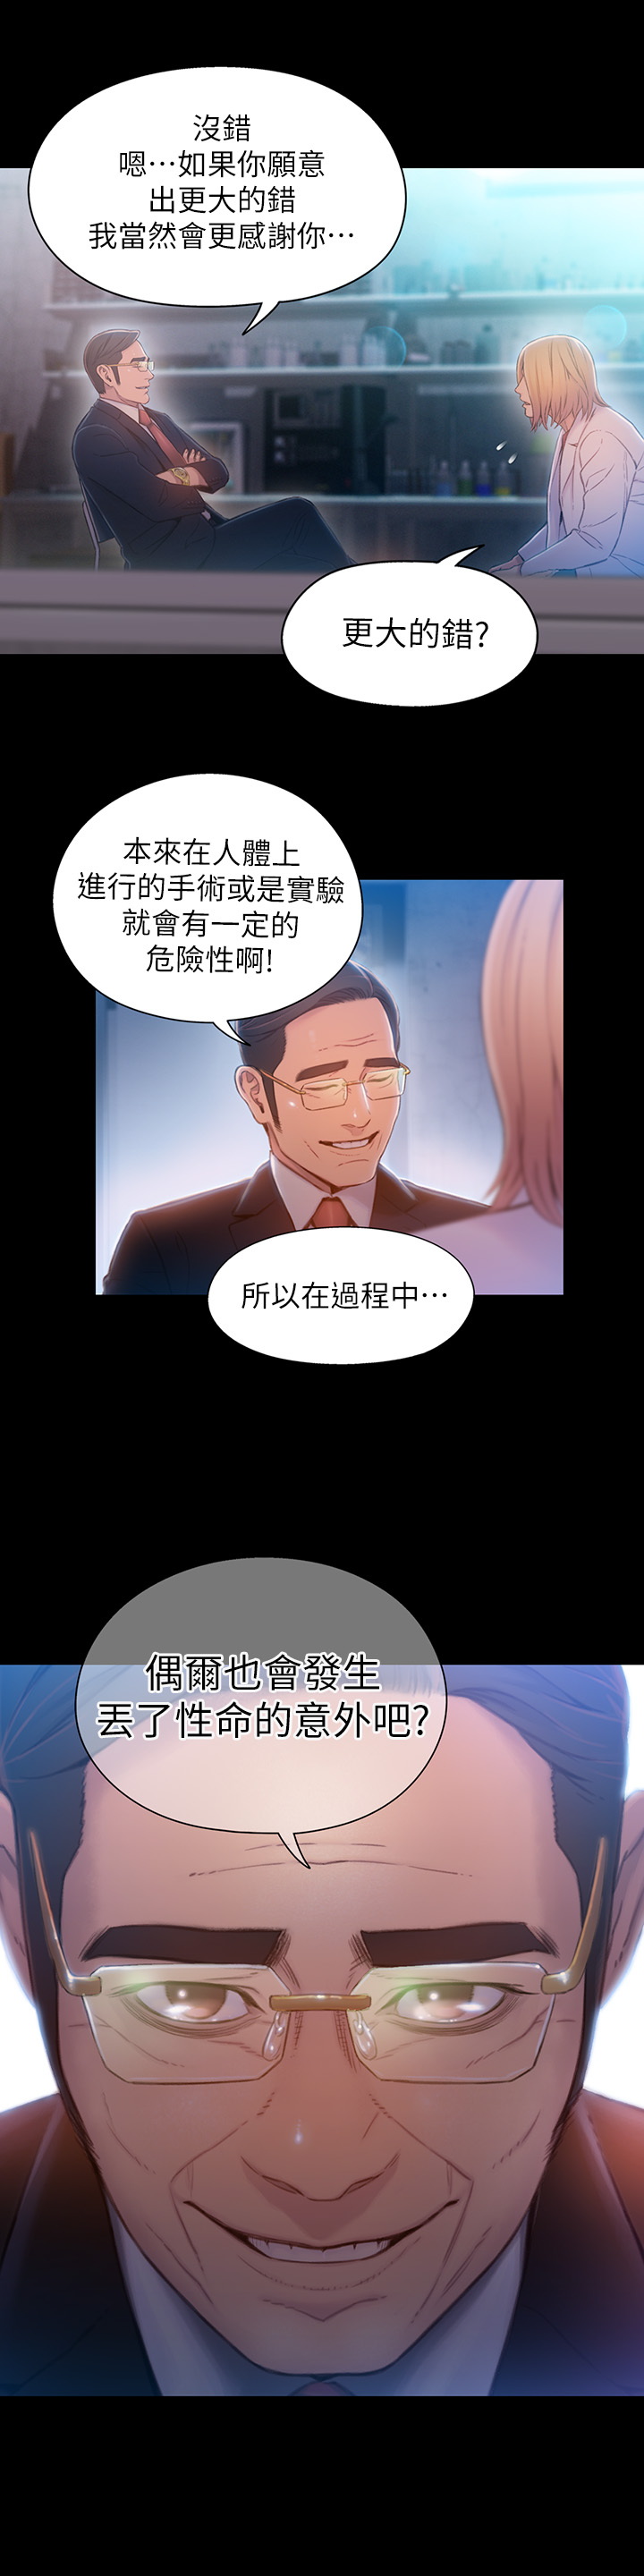 沒錯
嗯…如果你願意
出更大的錯
我當然會更感謝你…
更大的錯?
本來在人體上
進行的手術或是實驗
就會有一定的
危險性啊!
所以在過程中…
偶爾也會發生
丟了性命的意外吧?